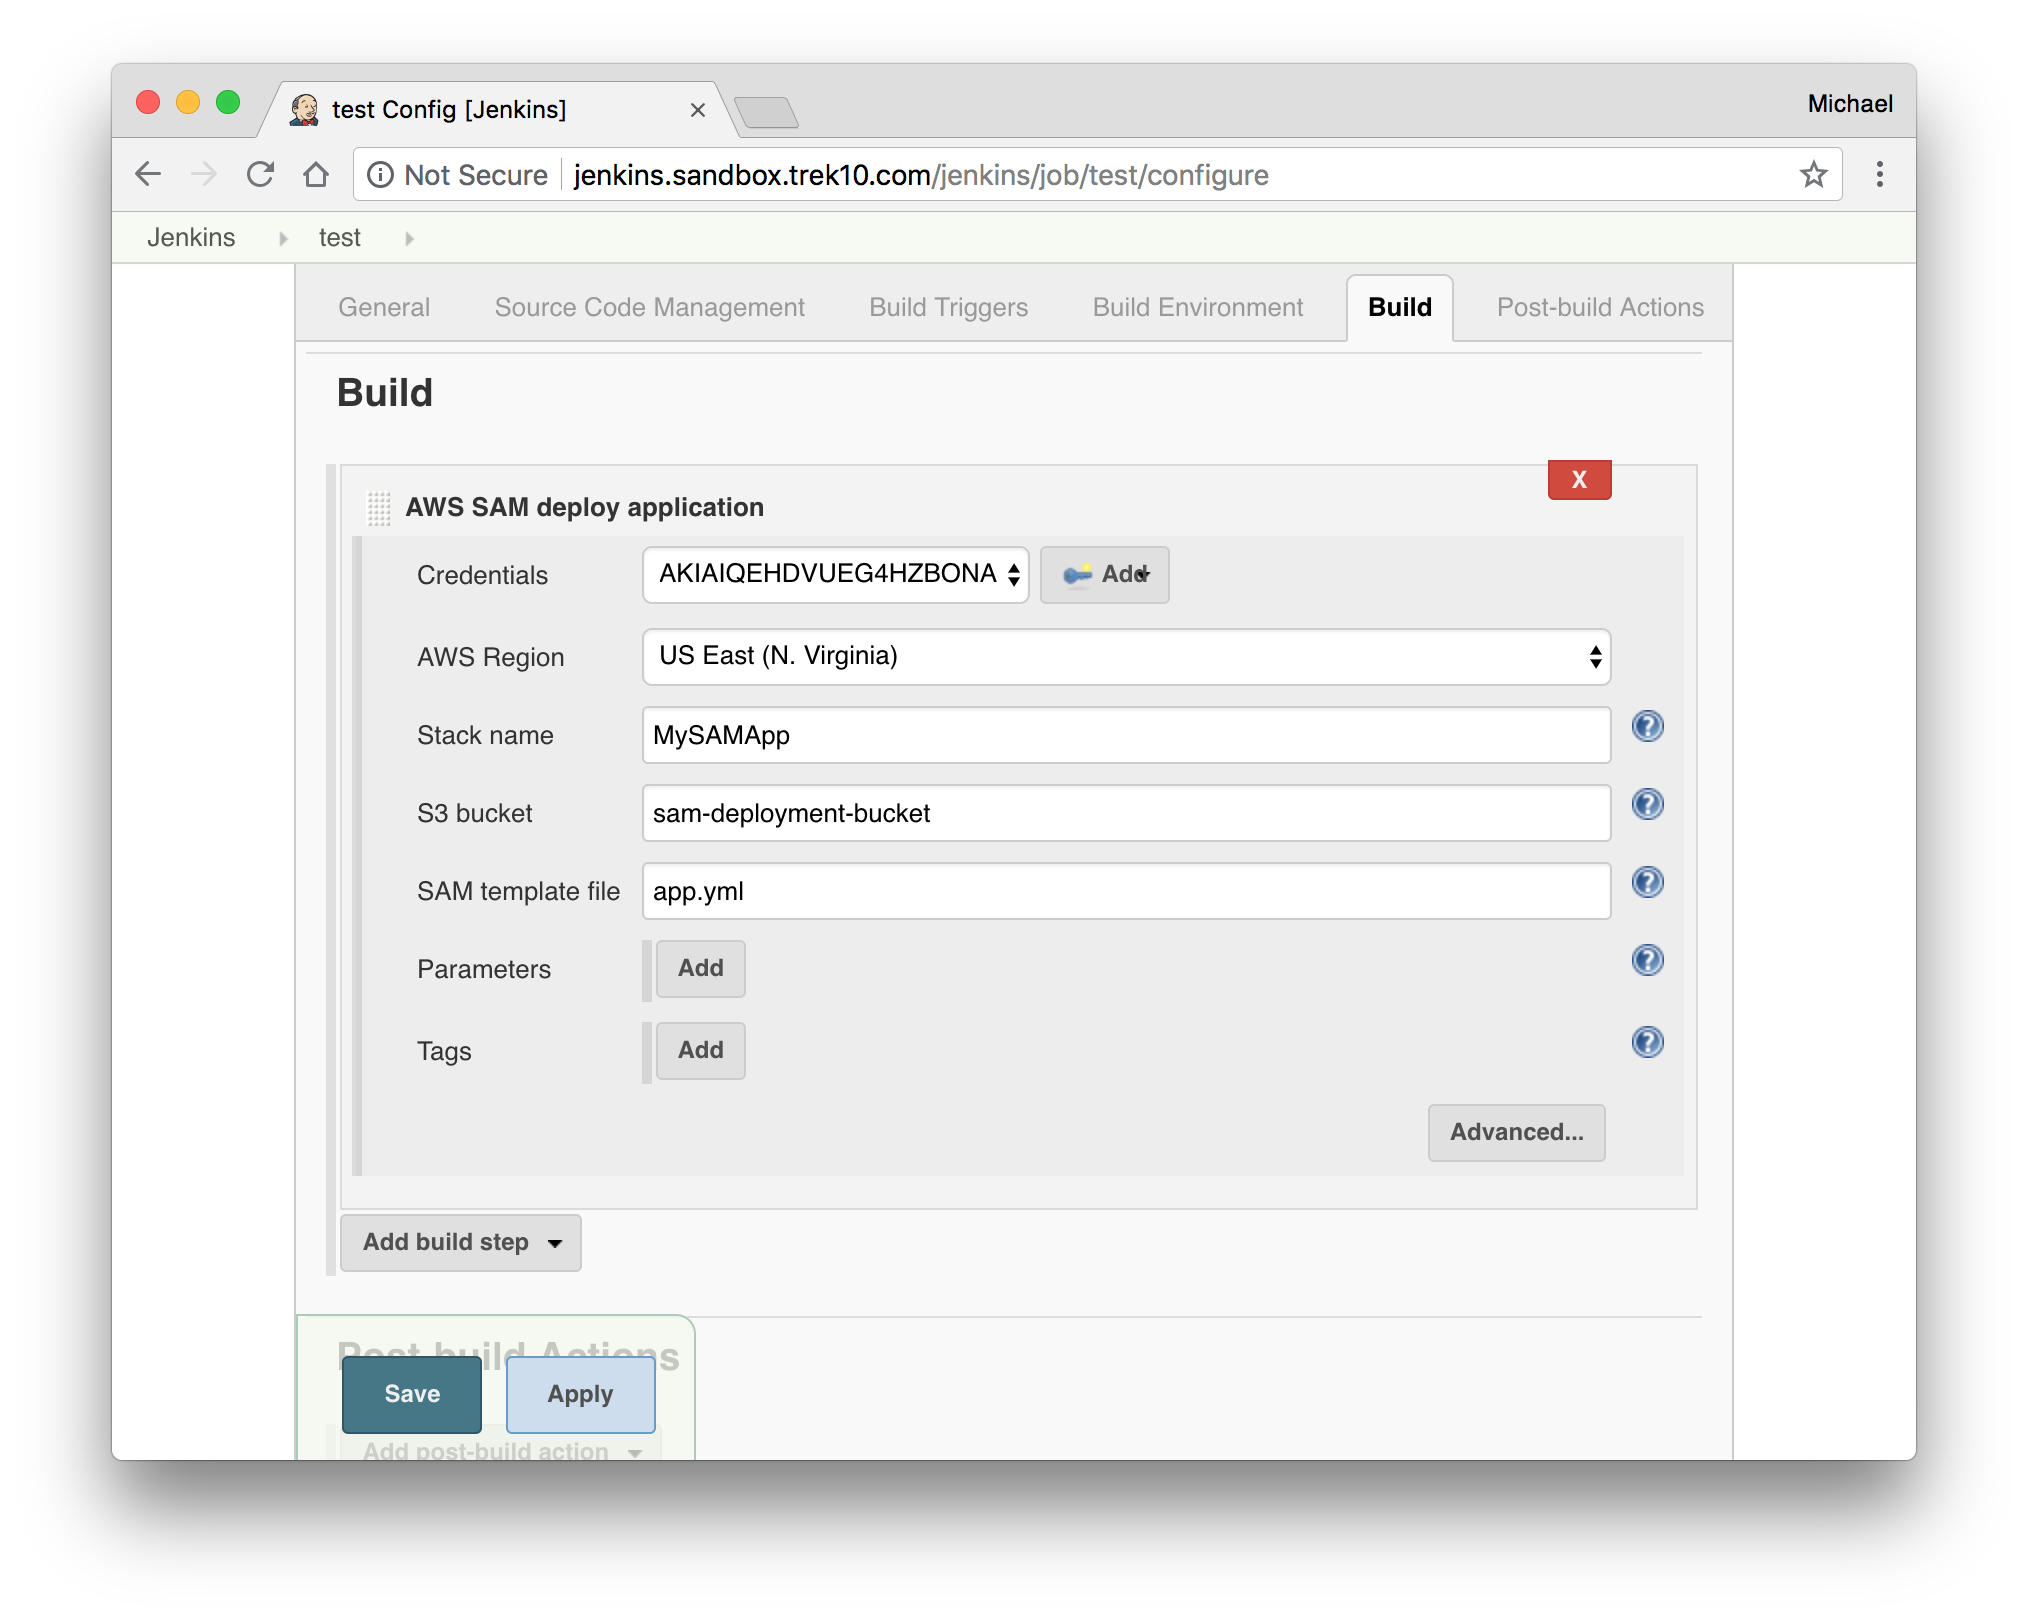 test Config [Jenkins]
Michael
Not Secure jenkins.sandbox.trek10.com/jenkins/job/test/configure
Jenkins test
General Source Code Management Build Triggers Build Environment Build Post-build Actions
Build
X
AWS SAM deploy application
Credentials AKIAIQEHDVUEG4HZBONA Add
AWS Region US East (N. Virginia)
Stack name MySAMApp ?
S3 bucket sam-deployment-bucket ?
SAM template file app.yml ?
Parameters Add ?
Tags Add ?
Advanced...
Add build step
Post-build Actions
Save Apply
Add post-build action